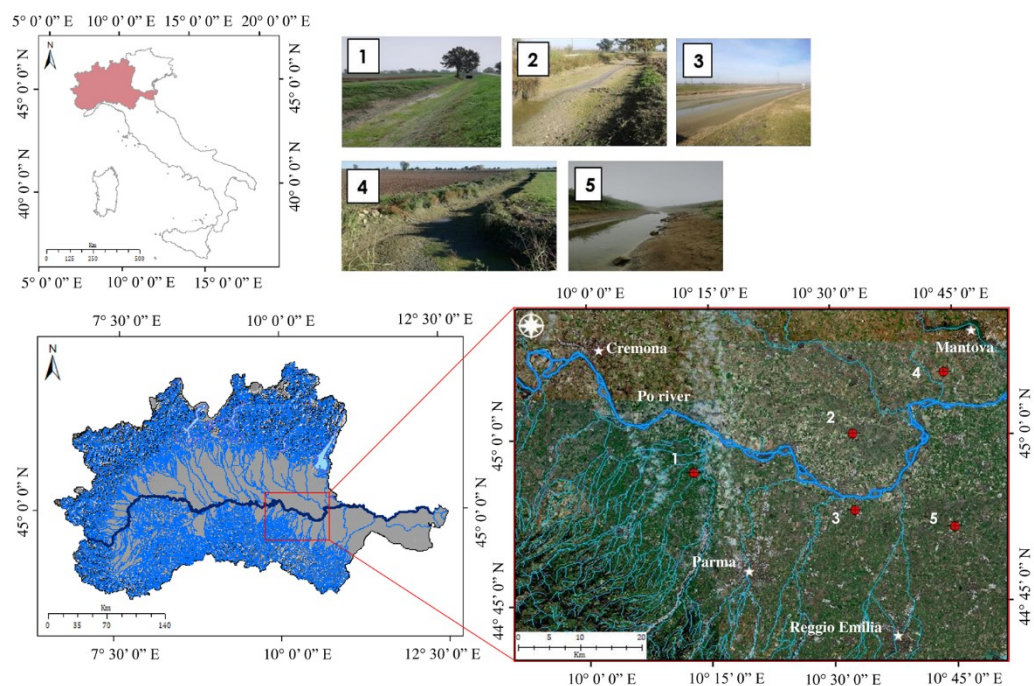 5° 0’ 0” E 10° 0’ 0” E 15° 0’ 0” E 20° 0’ 0” E
N
45° 0’ 0” N
40° 0’ 0” N
45° 0’ 0” N
40° 0’ 0” N
Km
0 125 250 500
5° 0’ 0” E 10° 0’ 0” E 15° 0’ 0” E
1
2
3
4
5
7° 30’ 0” E 10° 0’ 0” E 12° 30’ 0” E
N
45° 0’ 0” N
45° 0’ 0” N
Km
0 35 70 140
7° 30’ 0” E 10° 0’ 0” E 12° 30’ 0” E
10° 0’ 0” E 10° 15’ 0” E 10° 30’ 0” E 10° 45’ 0” E
Cremona
Mantova
4
Po river
2
1
3
5
Parma
Reggio Emilia
0 10 20
Km
45° 0’ 0” N
44° 45’ 0” N
45° 0’ 0” N
44° 45’ 0” N
10° 0’ 0” E 10° 15’ 0” E 10° 30’ 0” E 10° 45’ 0” E